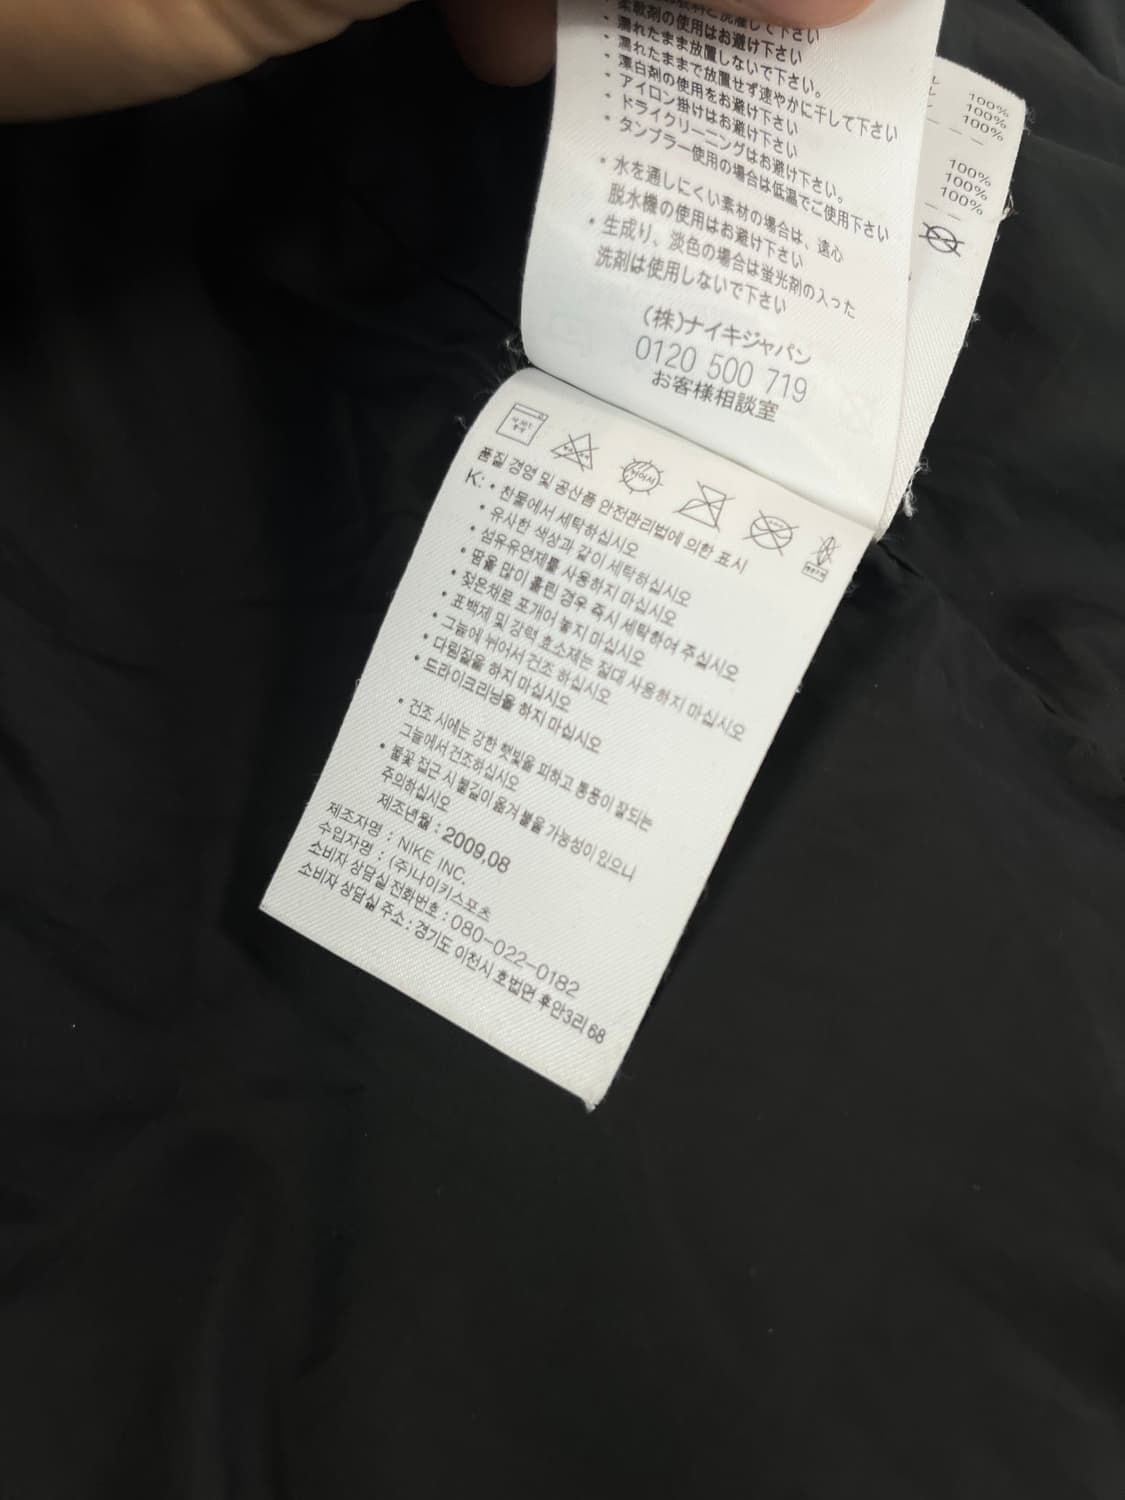 柔軟剤の使用はお避け下さい
・濡れたまま放置しないで下さい。
・濡れたままで放置せず速やかに干して下さい
・漂白剤の使用をお避け下さい
・アイロン掛けはお避け下さい
・ドライクリーニングはお避け下さい。
・タンブラー使用の場合は低温でご使用下さい
・水を通しにくい素材の場合は、遠心
脱水機の使用はお避け下さい
・生成り、淡色の場合は蛍光剤の入った
洗剤は使用しないで下さい
(株)ナイキジャパン
0120 500 719
お客様相談室
100%
100%
100%
100%
100%
100%
품질 경영 및 공산품 안전관리법에 의한 표시
K: • 찬물에서 세탁하십시오
• 유사한 색상과 같이 세탁하십시오
• 섬유유연제를 사용하지 마십시오
• 땀을 많이 흘린 경우 즉시 세탁하여 주십시오
• 젖은채로 포개어 놓지 마십시오
• 표백제 및 강력 효소제는 절대 사용하지 마십시오
• 그늘에 뉘어서 건조 하십시오
• 다림질을 하지 마십시오
• 드라이크리닝을 하지 마십시오
• 건조 시에는 강한 햇빛을 피하고 통풍이 잘되는
그늘에서 건조하십시오
• 불꽃 접근 시 불길이 옮겨 붙을 가능성이 있으니
주의하십시오
제조년월 : 2009,08
제조자명 : NIKE INC.
수입자명 : (주)나이키스포츠
소비자 상담실 전화번호 : 080-022-0182
소비자 상담실 주소 : 경기도 이천시 호법면 후안3리 68